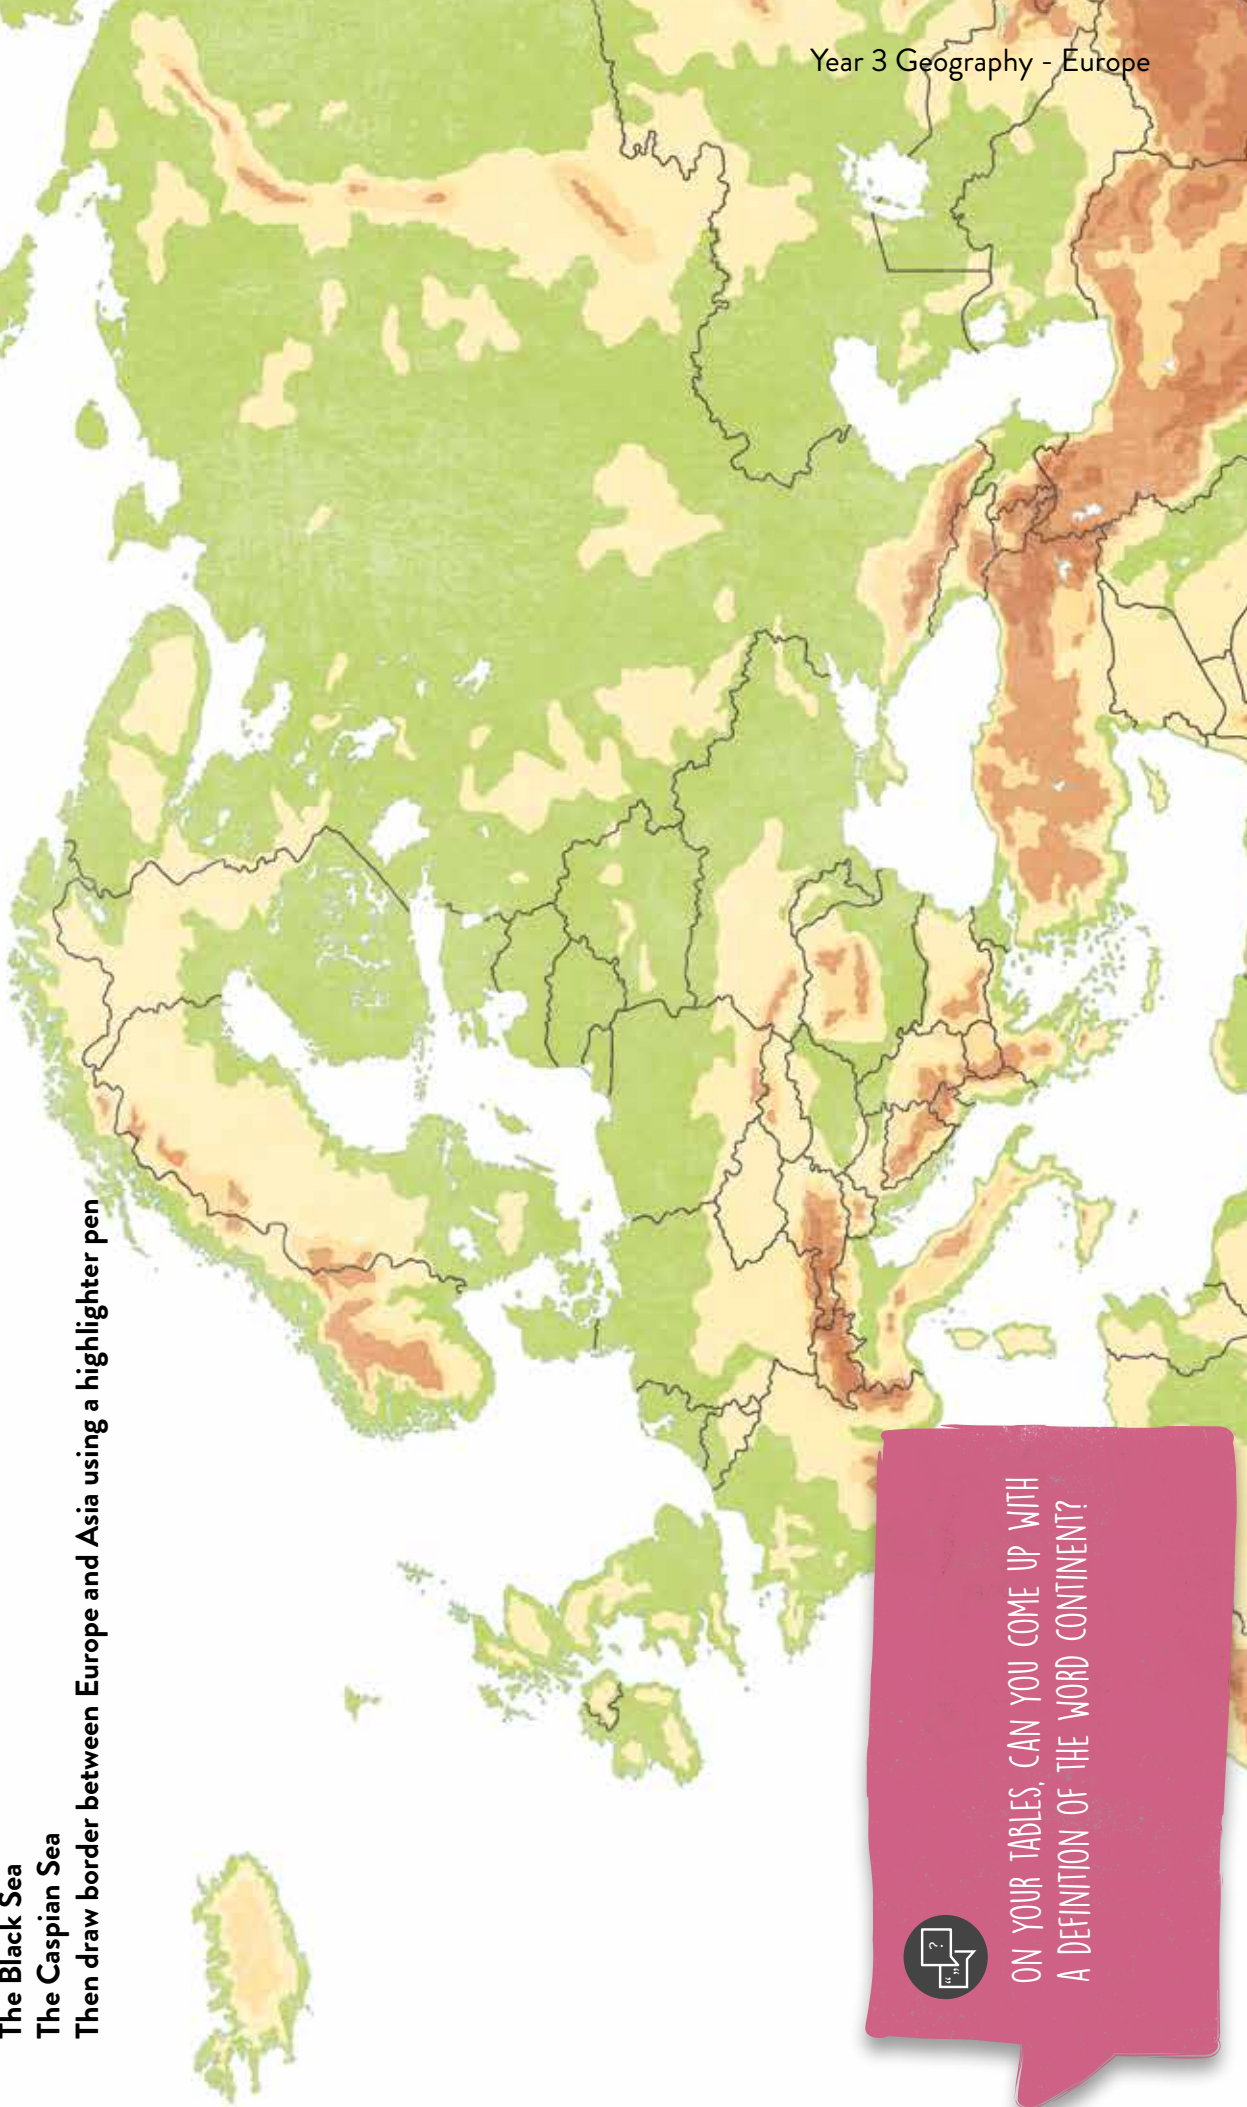 Year 3 Geography - Europe
The Black Sea
The Caspian Sea
Then draw border between Europe and Asia using a highlighter pen
ON YOUR TABLES, CAN YOU COME UP WITH
A DEFINITION OF THE WORD CONTINENT?